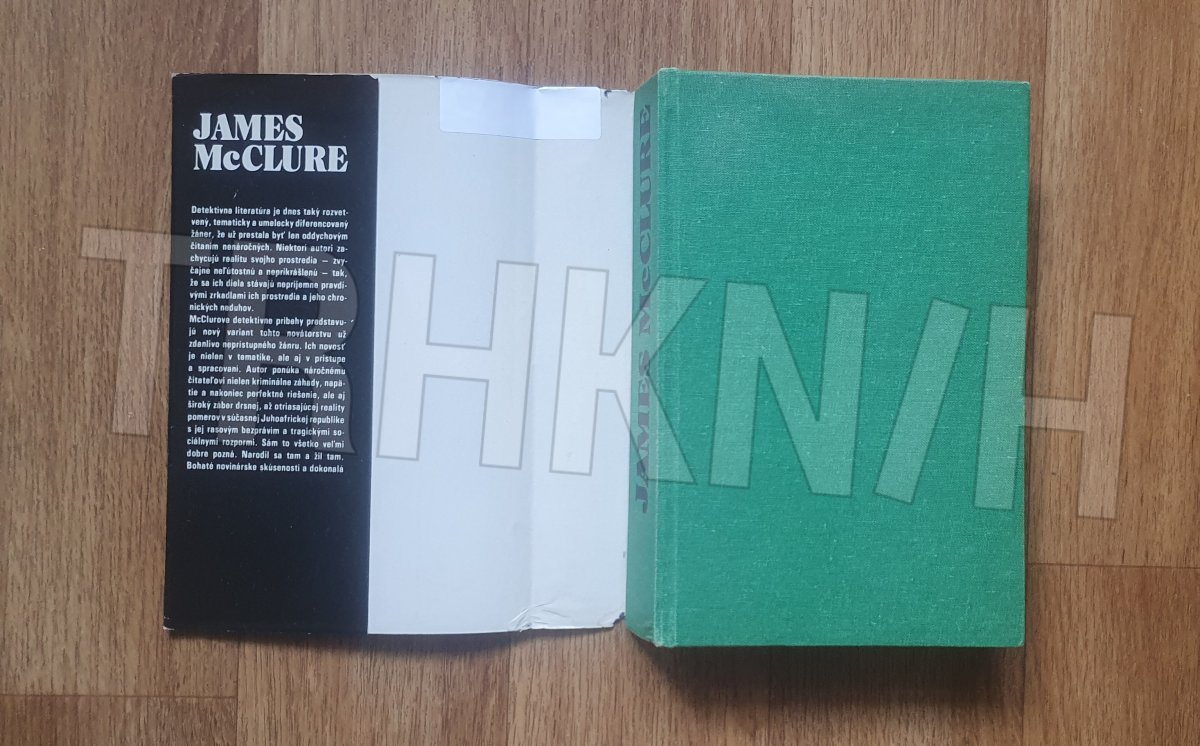 JAMES
McCLURE
Detektívna literatúra je dnes taký rozvet-
vený, tematicky a umelecky diferencovaný
žáner, že už prestala byť len oddychovým
čítaním nenáročných. Niektorí autori za-
chycujú realitu svojho prostredia — zvy-
čajne neľútostnú a neprikrášlenú — tak,
že sa ich diela stávajú nepríjemne pravdi-
vými zrkadlami ich prostredia a jeho chro-
nických neduhov.
McClurove detektívne príbehy predstavu-
jú nový variant tohto novátorstva už
zdanlivo neprístupného žánru. Ich novosť
je nielen v tematike, ale aj v prístupe
a spracovaní. Autor ponúka náročnému
čitateľovi nielen kriminálne záhady, napä-
tie a nakoniec perfektné riešenie, ale aj
široký záber drsnej, až otriasajúcej reality
pomerov v súčasnej Juhoafrickej republike
s jej rasovým bezprávím a tragickými so-
ciálnymi rozpormi. Sám to všetko veľmi
dobre pozná. Narodil sa tam a žil tam.
Bohaté novinárske skúsenosti a dokonalá
JAMES McCLURE
TRHKNI/H